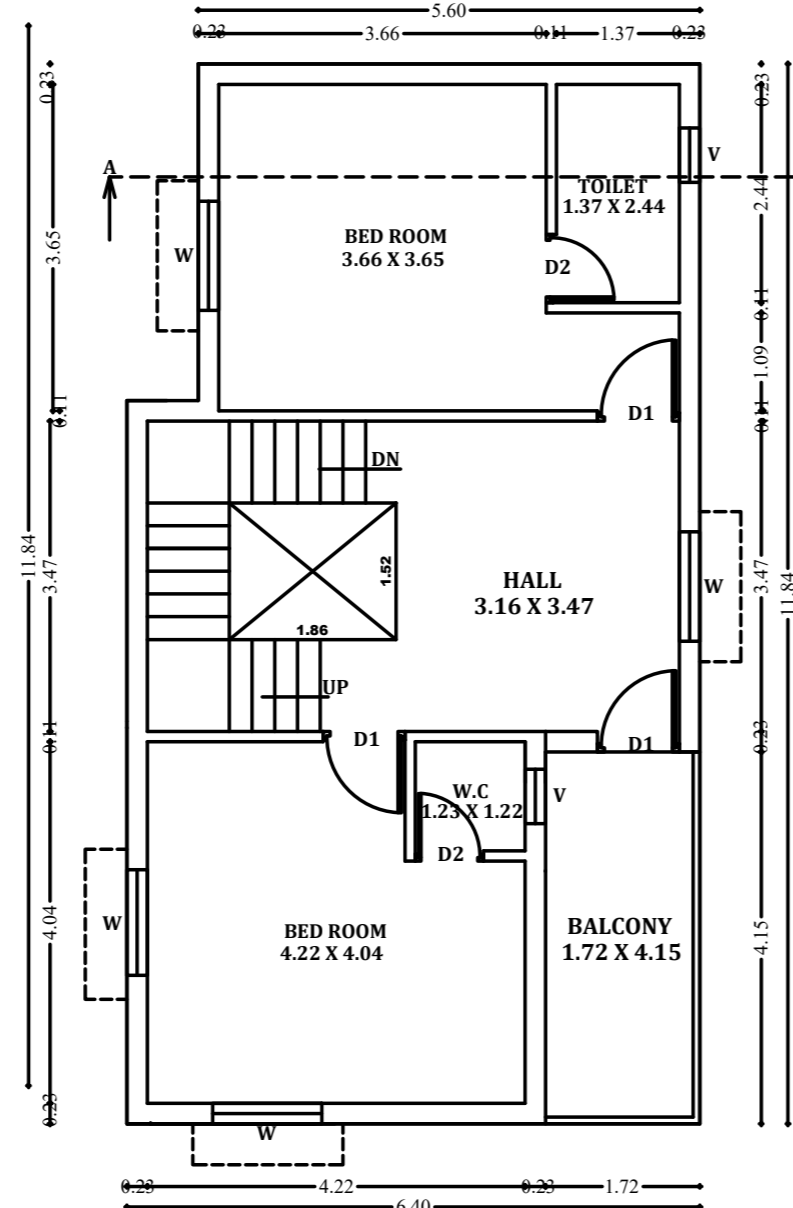 5.60
0.23
3.66
0.11
1.37
0.23
0.23
0.23
A
V
TOILET
1.37 X 2.44
2.44
3.65
W
BED ROOM
3.66 X 3.65
D2
0.11
1.09
0.11
D1
0.11
DN
11.84
3.47
1.52
HALL
3.16 X 3.47
W
3.47
11.84
1.86
UP
0.11
D1
D1
0.23
W.C
1.23 X 1.22
V
D2
4.04
W
BED ROOM
4.22 X 4.04
BALCONY
1.72 X 4.15
4.15
0.23
W
0.23
4.22
0.23
1.72
6.40